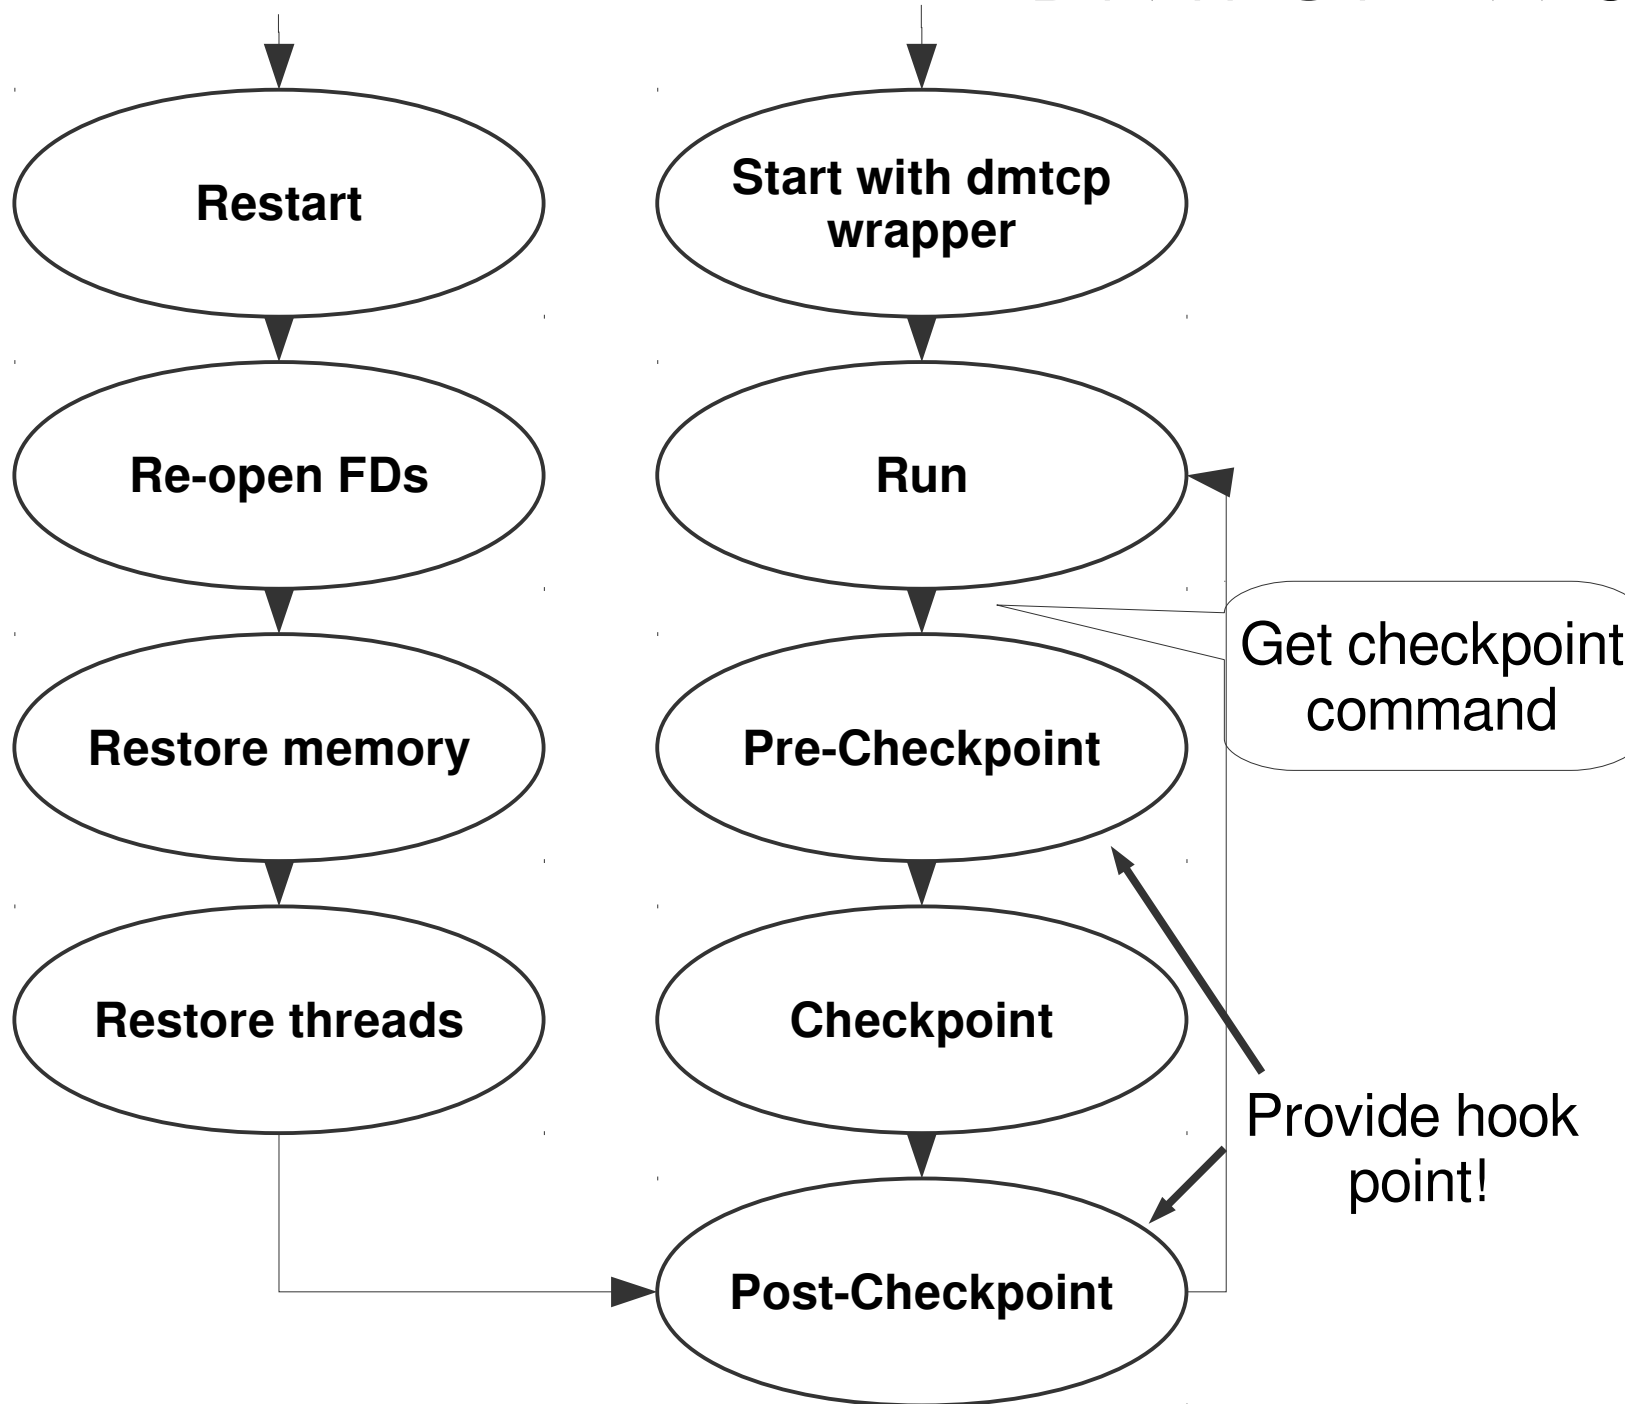 Restart
Start with dmtcp
wrapper
Re-open FDs
Run
Get checkpoint
command
Restore memory
Pre-Checkpoint
Restore threads
Checkpoint
Provide hook
point!
Post-Checkpoint